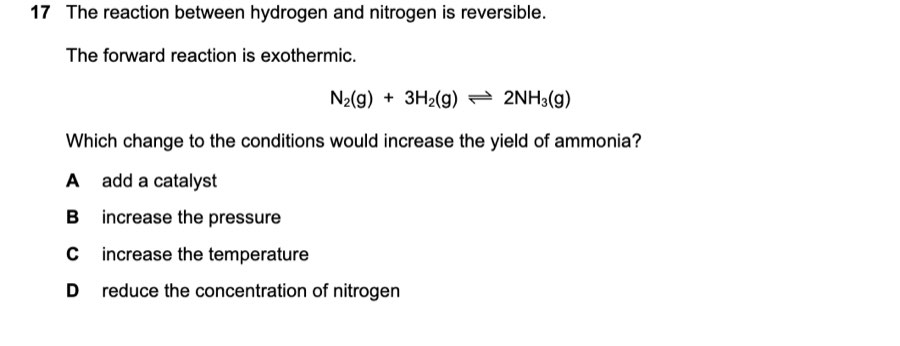 17 The reaction between hydrogen and nitrogen is reversible.
The forward reaction is exothermic.
N₂(g) + 3H₂(g) ⇌ 2NH₃(g)
Which change to the conditions would increase the yield of ammonia?
A add a catalyst
B increase the pressure
C increase the temperature
D reduce the concentration of nitrogen